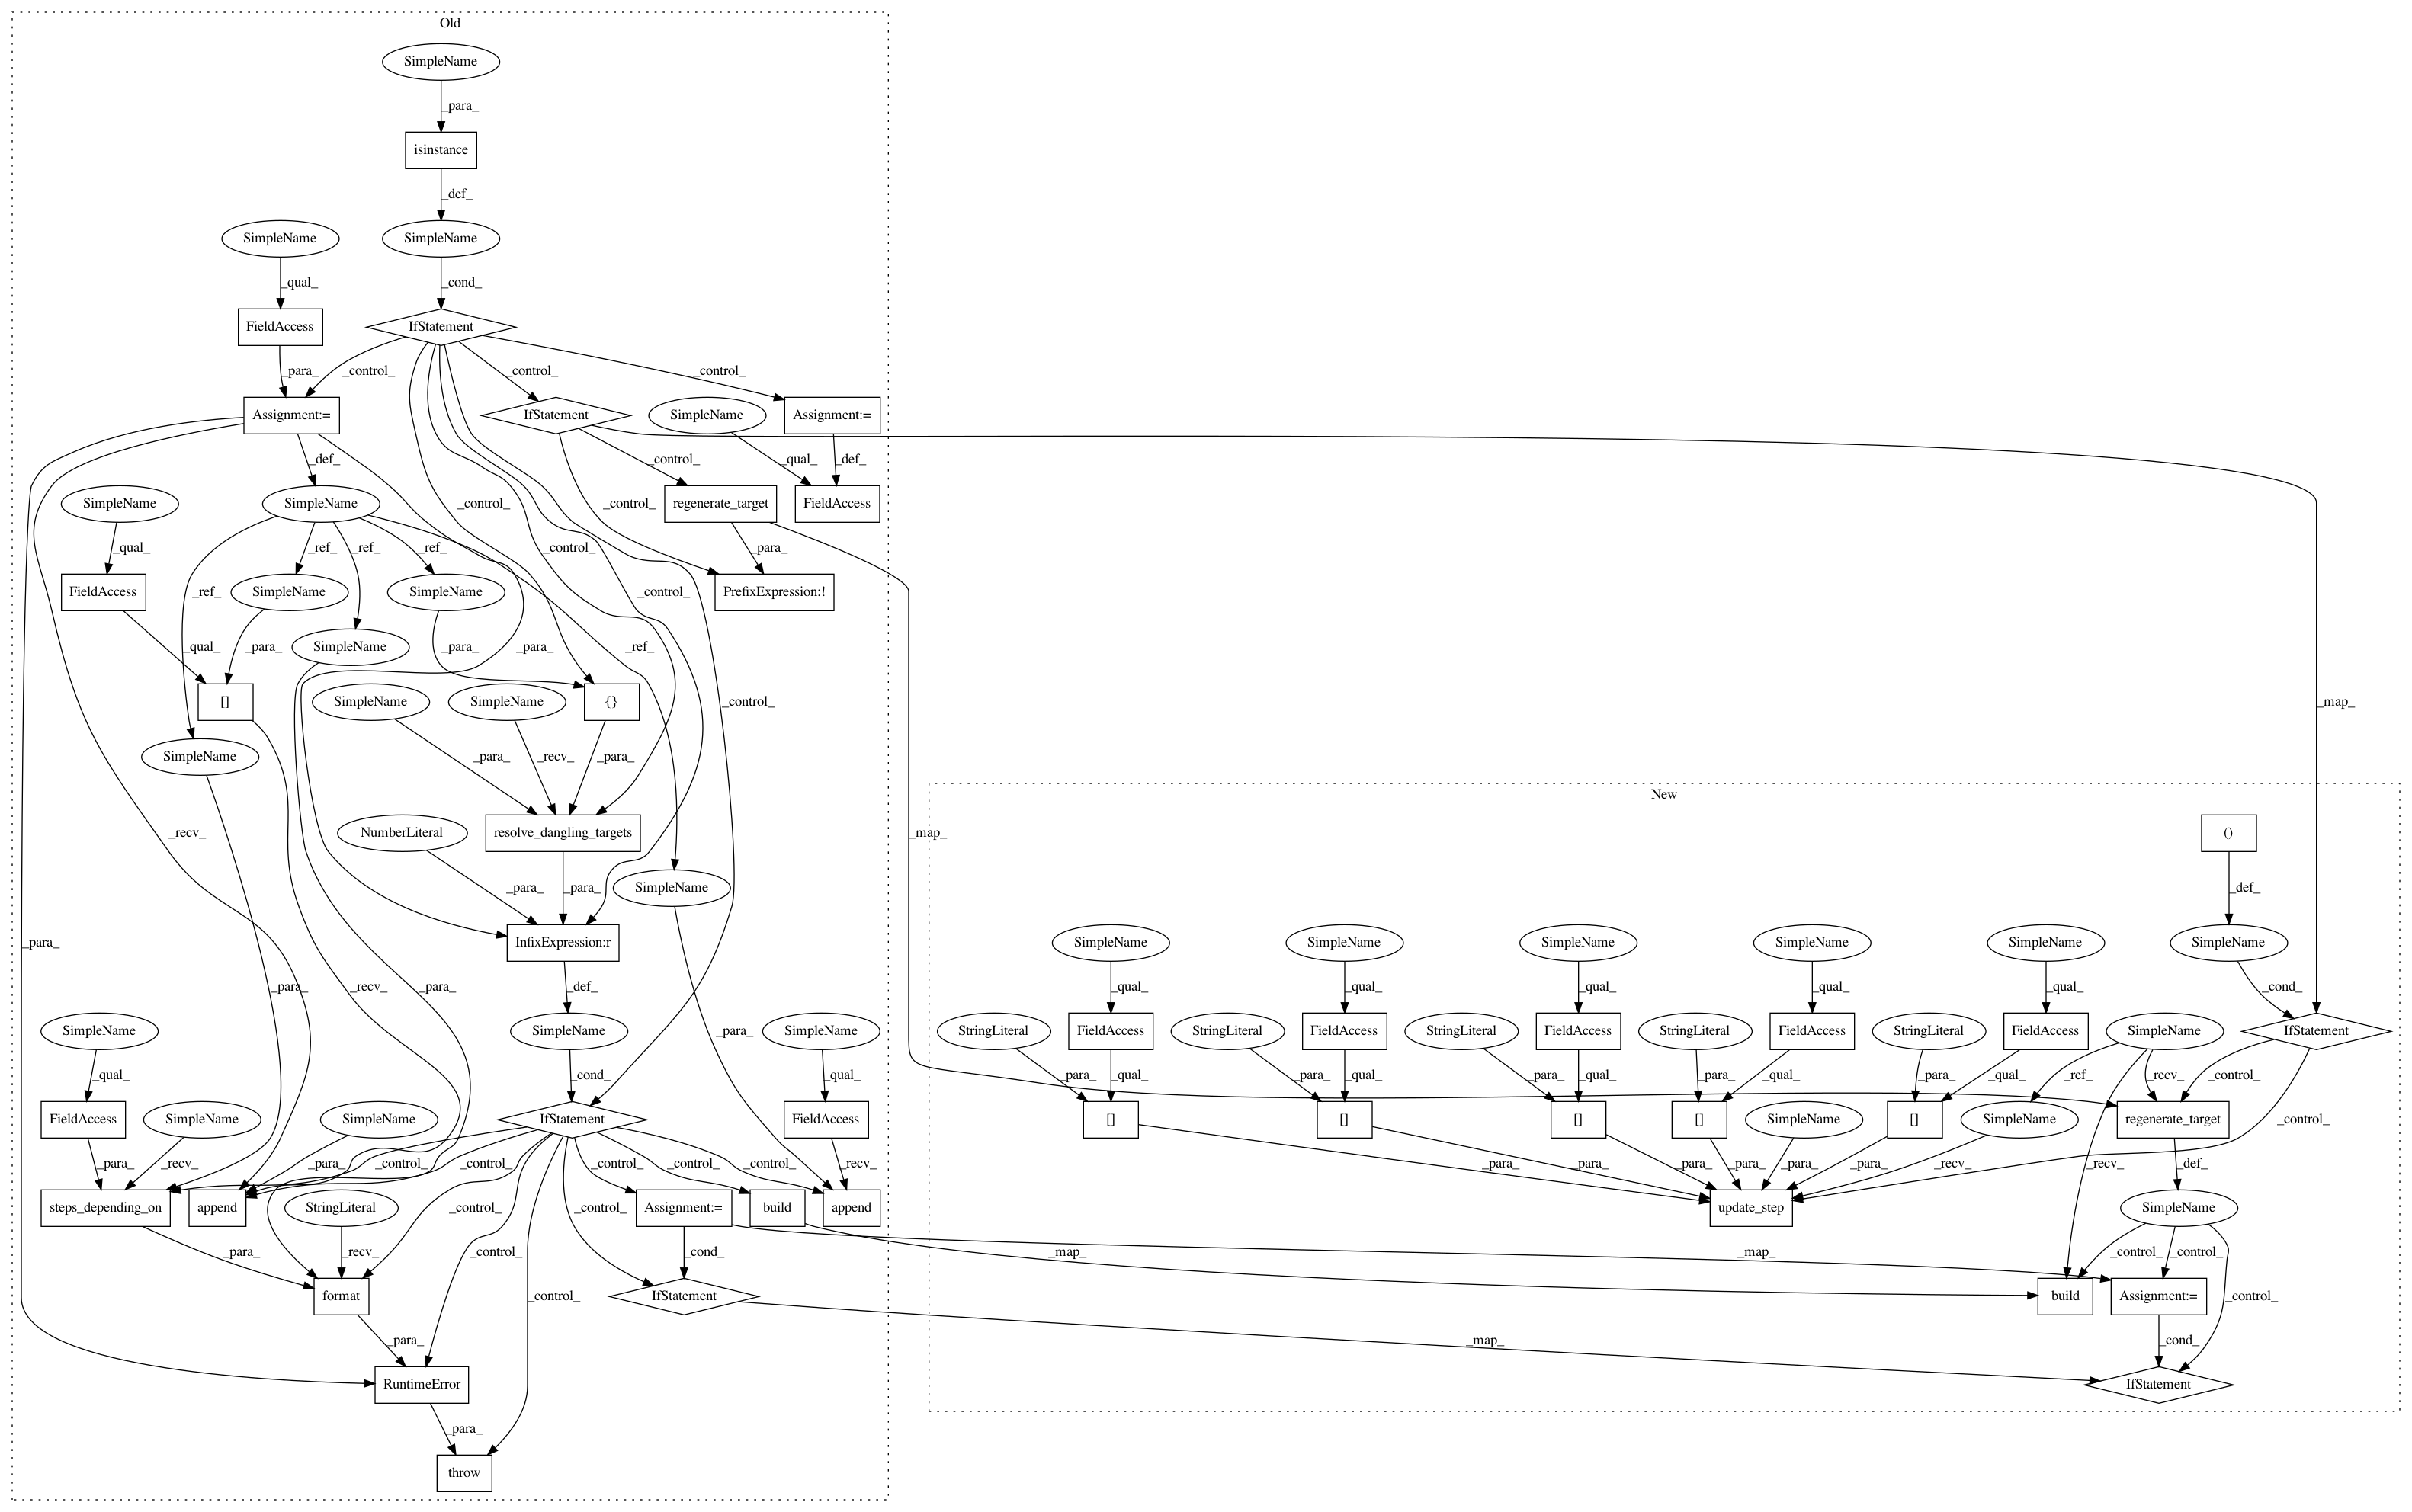 Old
SimpleName
_para_
isinstance
_def_
SimpleName
SimpleName
_qual_
_cond_
FieldAccess
IfStatement
_para_
_control_
_control_
_control_
Assignment:=
IfStatement
SimpleName
Assignment:=
_def_
_control_
_qual_
_def_
SimpleName
SimpleName
_control_
regenerate_target
_control_
FieldAccess
_qual_
_ref_
_ref_
_ref_
_control_
_para_
FieldAccess
_ref_
SimpleName
SimpleName
_control_
PrefixExpression:!
_qual_
_para_
SimpleName
_para_
_para_
_ref_
[]
SimpleName
SimpleName
{}
_control_
_map_
SimpleName
_para_
_recv_
_para_
New
_recv_
NumberLiteral
resolve_dangling_targets
_map_
()
_para_
_para_
SimpleName
_def_
_para_
InfixExpression:r
SimpleName
SimpleName
SimpleName
SimpleName
SimpleName
SimpleName
_para_
_recv_
_para_
_def_
_qual_
_qual_
_qual_
_qual_
_qual_
_cond_
SimpleName
SimpleName
_para_
SimpleName
StringLiteral
FieldAccess
StringLiteral
FieldAccess
StringLiteral
FieldAccess
StringLiteral
FieldAccess
StringLiteral
FieldAccess
SimpleName
IfStatement
_qual_
_cond_
_qual_
_para_
_qual_
_para_
_qual_
_para_
_qual_
_para_
_qual_
_para_
_qual_
_ref_
_recv_
_control_
FieldAccess
SimpleName
SimpleName
IfStatement
FieldAccess
[]
[]
[]
[]
SimpleName
[]
SimpleName
regenerate_target
_para_
_recv_
_para_
_control_
_control_
_control_
_control_
_control_
_recv_
_para_
_para_
_para_
_para_
_para_
_para_
_recv_
_recv_
_def_
_control_
steps_depending_on
append
StringLiteral
_control_
Assignment:=
build
append
update_step
SimpleName
_para_
_recv_
_control_
_control_
_cond_
_map_
_map_
_control_
_control_
format
_control_
IfStatement
build
Assignment:=
_control_
_para_
_map_
_cond_
RuntimeError
IfStatement
_para_
throw